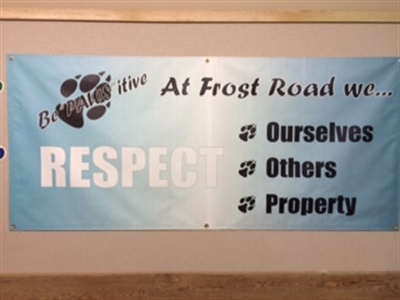 Be PAWS itive
At Frost Road we...
RESPECT
Ourselves
Others
Property